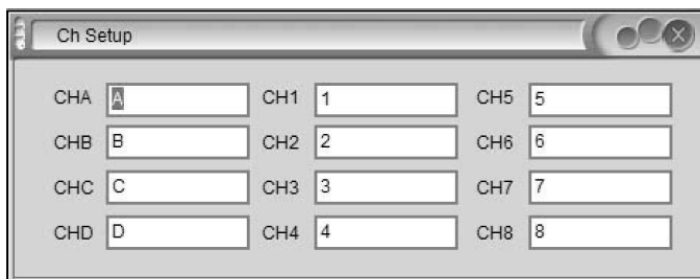 Ch Setup
CHA A CH1 1 CH5 5
CHB B CH2 2 CH6 6
CHC C CH3 3 CH7 7
CHD D CH4 4 CH8 8